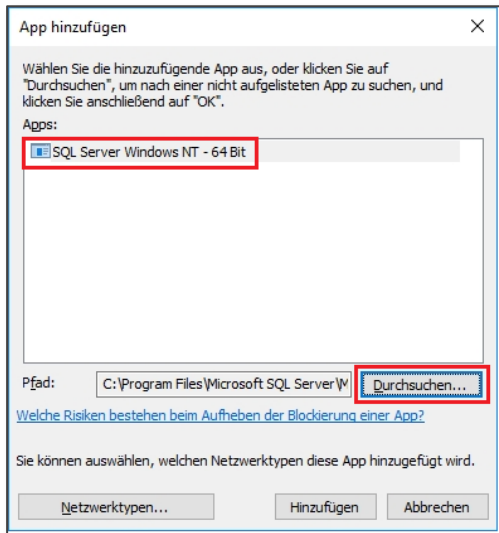 App hinzufügen
Wählen Sie die hinzuzufügende App aus, oder klicken Sie auf
"Durchsuchen", um nach einer nicht aufgelisteten App zu suchen, und
klicken Sie anschließend auf "OK".
Apps:
SQL Server Windows NT - 64 Bit
Pfad: C:\Program Files\Microsoft SQL Server\M Durchsuchen...
Welche Risiken bestehen beim Aufheben der Blockierung einer App?
Sie können auswählen, welchen Netzwerktypen diese App hinzugefügt wird.
Netzwerktypen... Hinzufügen Abbrechen